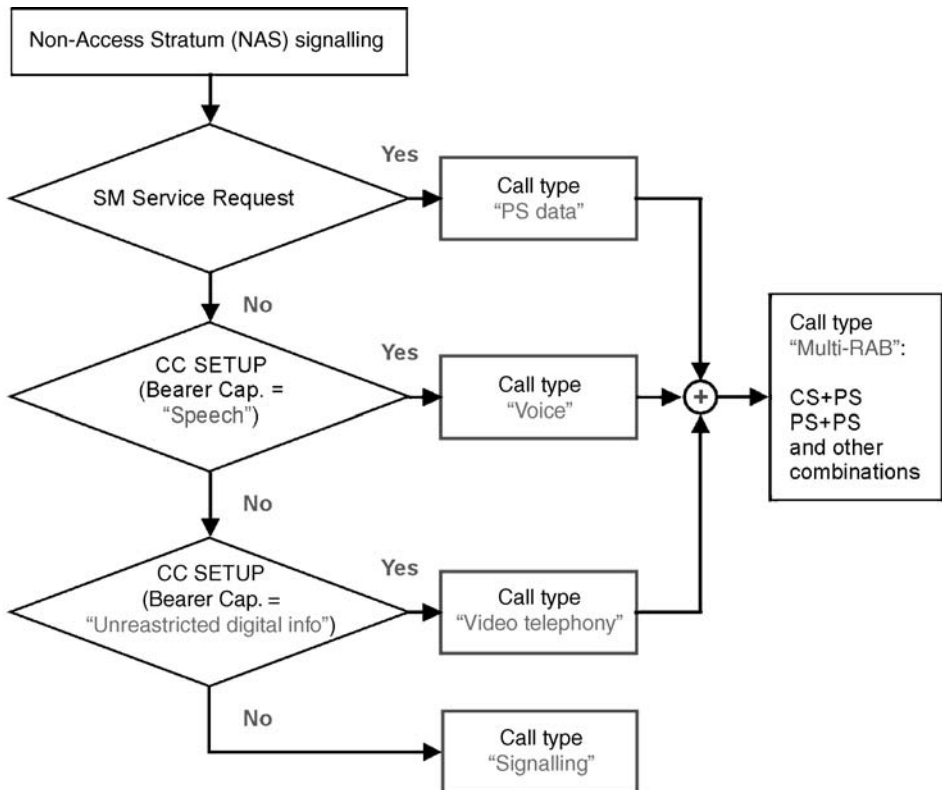 Non-Access Stratum (NAS) signalling
Yes
SM Service Request
Call type
“PS data”
No
CC SETUP
(Bearer Cap. =
“Speech”)
Yes
Call type
“Voice”
+
Call type
“Multi-RAB”:
CS+PS
PS+PS
and other
combinations
No
CC SETUP
(Bearer Cap. =
“Unreastricted digital info”)
Yes
Call type
“Video telephony”
No
Call type
“Signalling”